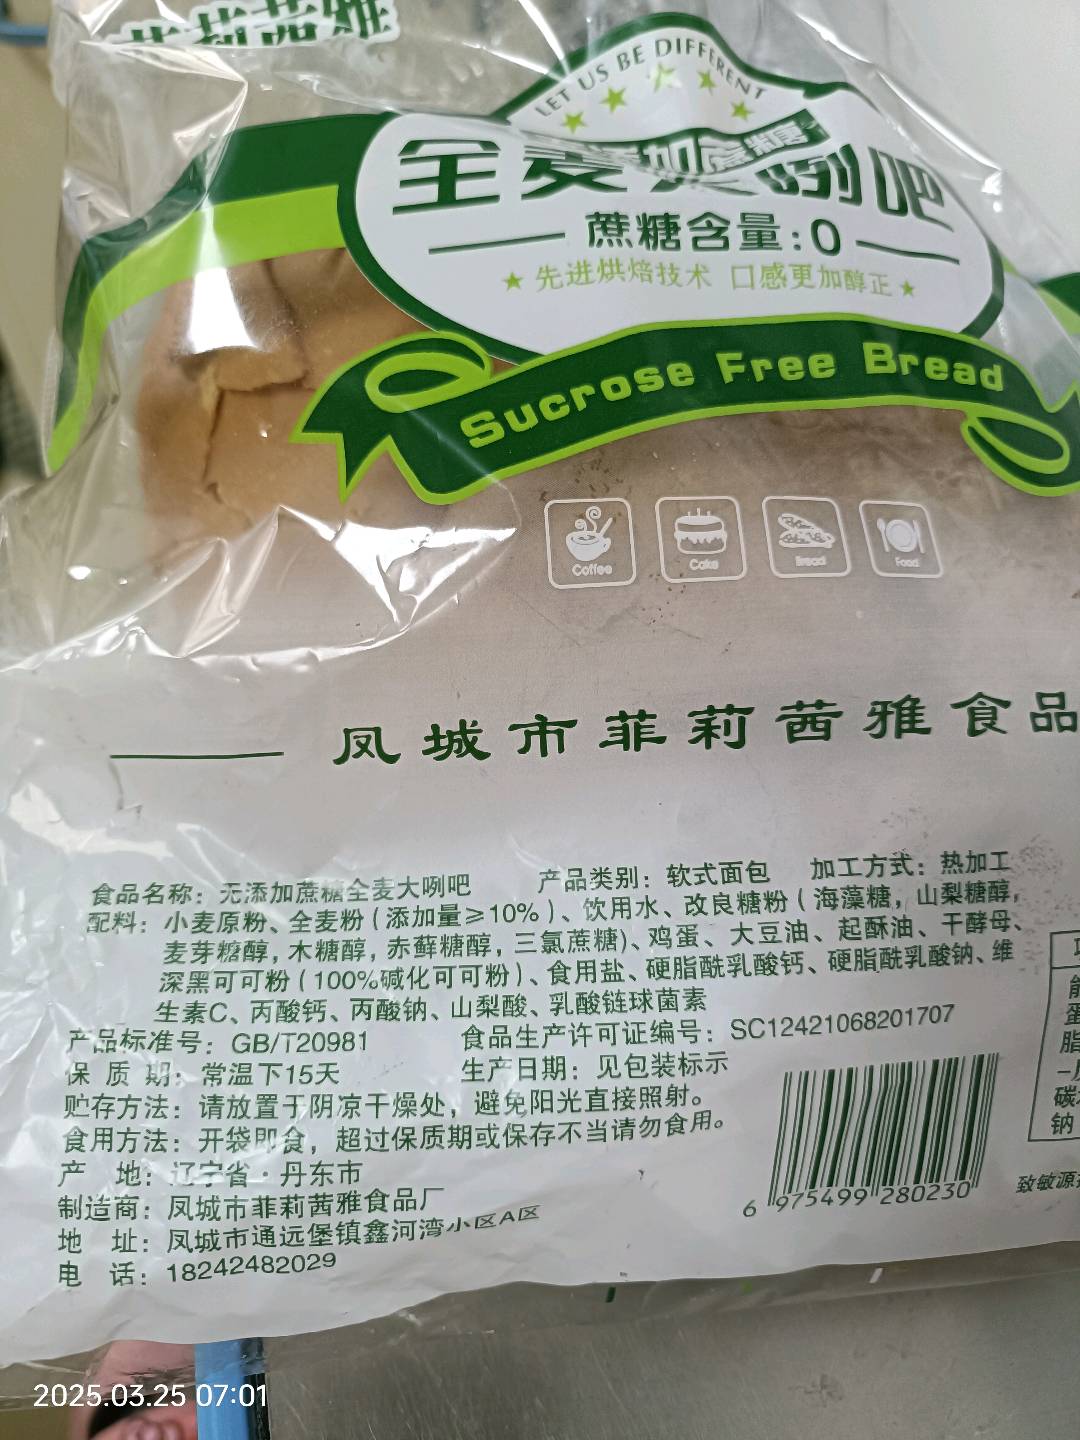 LET US BE DIFFERENT
全麦大咧吧
蔗糖含量:0
先进烘焙技术 口感更加醇正
Sucrose Free Bread
Coffee
Cake
Bread
Food
凤城市菲莉茜雅食品
食品名称：无添加蔗糖全麦大咧吧 产品类别：软式面包 加工方式：热加工
配料：小麦原粉、全麦粉（添加量≥10%）、饮用水、改良糖粉（海藻糖，山梨糖醇，
麦芽糖醇，木糖醇，赤藓糖醇，三氯蔗糖）、鸡蛋、大豆油、起酥油、干酵母、
深黑可可粉（100%碱化可可粉）、食用盐、硬脂酰乳酸钙、硬脂酰乳酸钠、维
生素C、丙酸钙、丙酸钠、山梨酸、乳酸链球菌素
产品标准号：GB/T20981 食品生产许可证编号：SC12421068201707
保 质 期：常温下15天 生产日期：见包装标示
贮存方法：请放置于阴凉干燥处，避免阳光直接照射。
食用方法：开袋即食，超过保质期或保存不当请勿食用。
产 地：辽宁省·丹东市
制造商：凤城市菲莉茜雅食品厂
地 址：凤城市通远堡镇鑫河湾小区A区
电 话：18242482029
6 975499 280230
蛋
脂
碳
钠
致敏源
2025.03.25 07:01